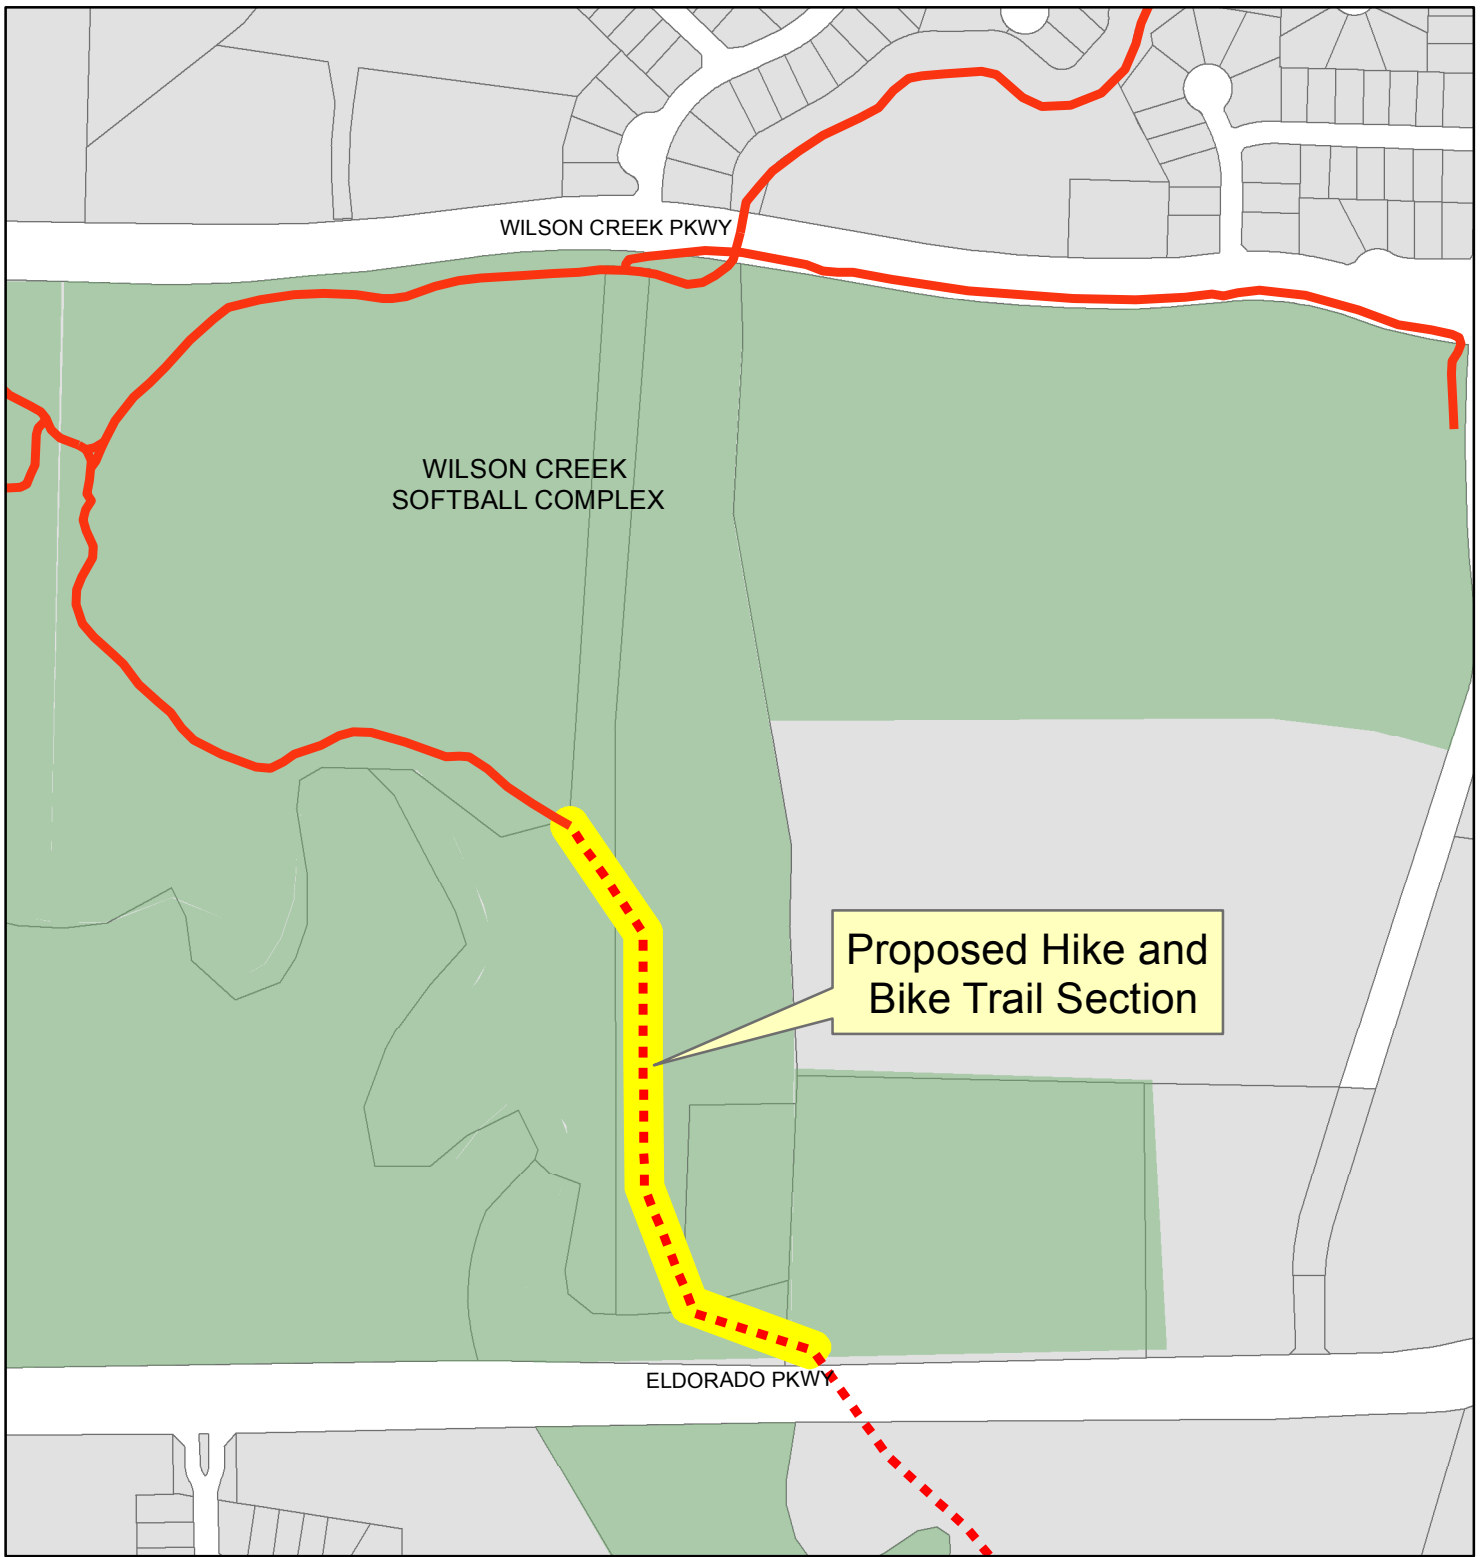 WILSON CREEK PKWY
WILSON CREEK
SOFTBALL COMPLEX
Proposed Hike and
Bike Trail Section
ELDORADO PKWY